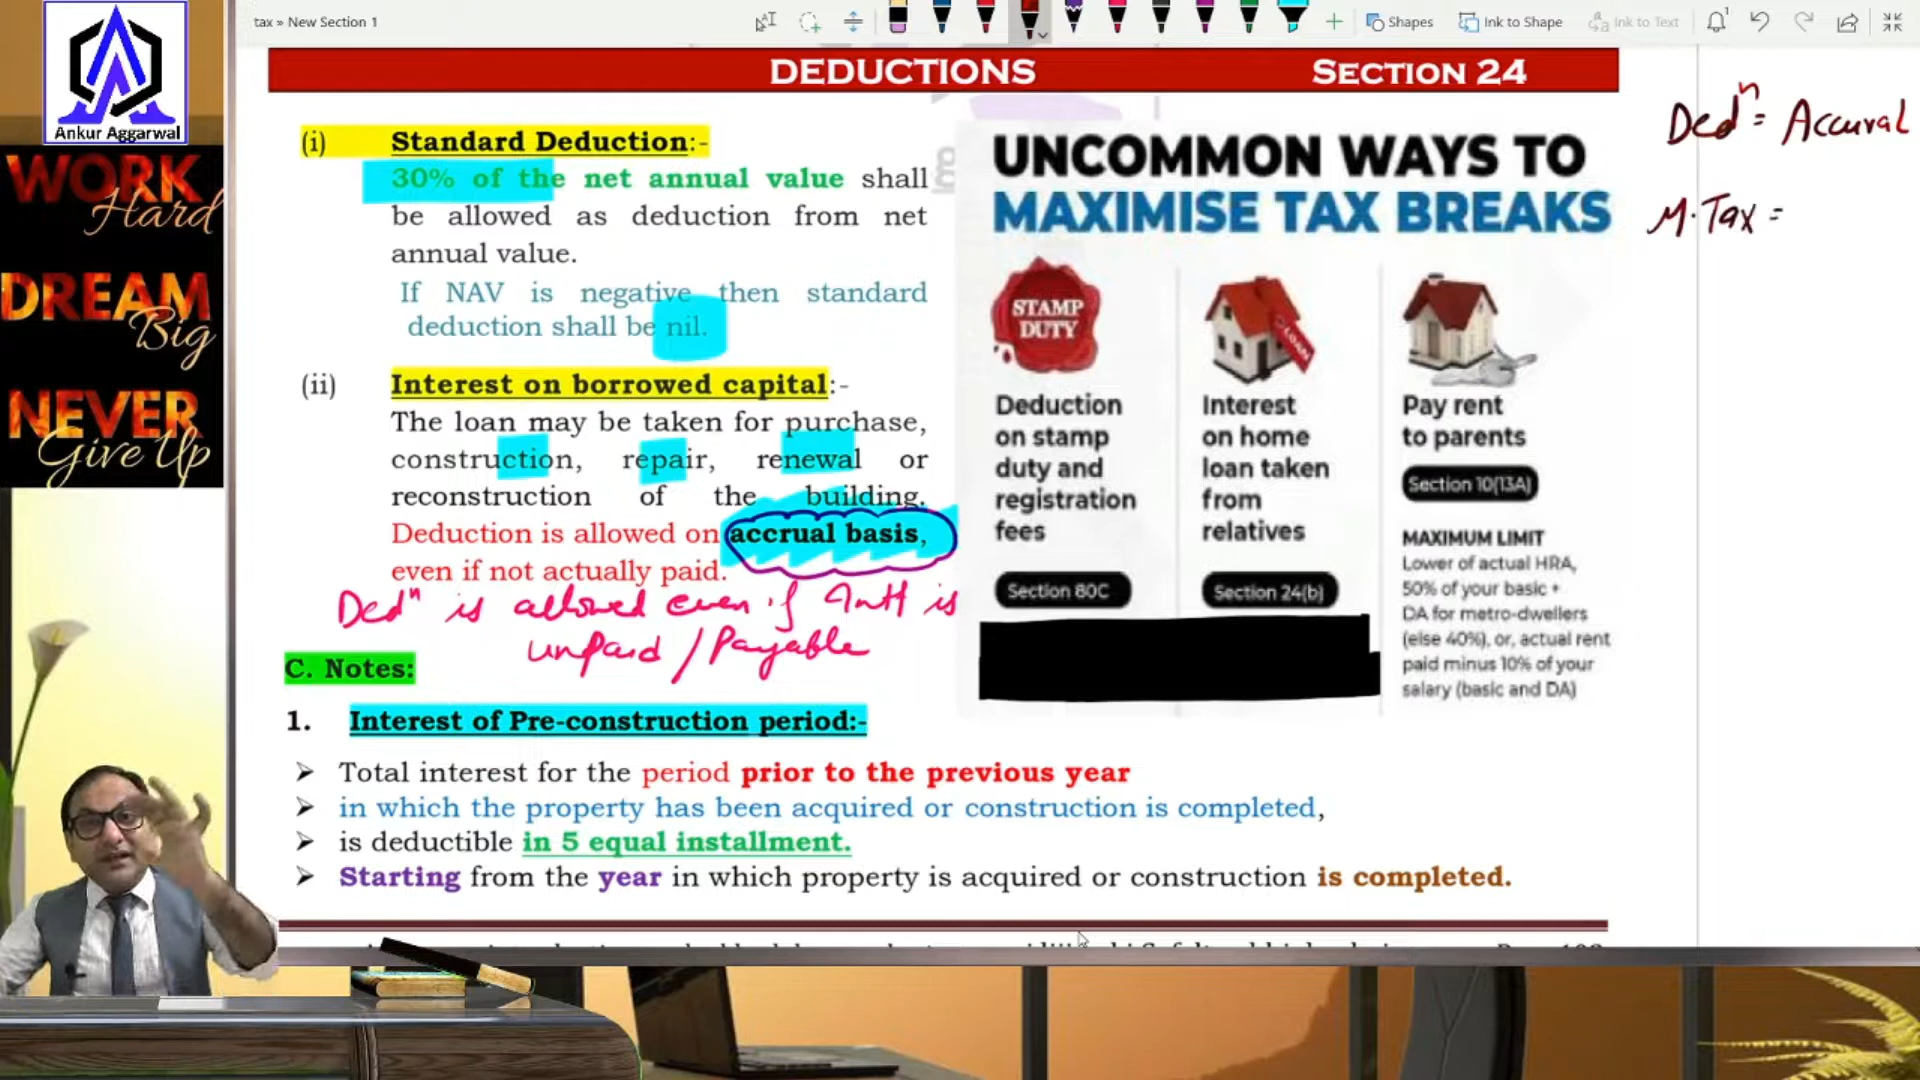 tax » New Section 1
Shapes
Ink to Shape
Ink to Text
Ankur Aggarwal
WORK
Hard
DREAM
Big
NEVER
Give Up
DEDUCTIONS SECTION 24
(i) Standard Deduction:-
30% of the net annual value shall
be allowed as deduction from net
annual value.
If NAV is negative then standard
deduction shall be nil.
(ii) Interest on borrowed capital:-
The loan may be taken for purchase,
construction, repair, renewal or
reconstruction of the building.
Deduction is allowed on accrual basis,
even if not actually paid.
Dedⁿ is allowed even if Intt is
unpaid / Payable
C. Notes:
1. Interest of Pre-construction period:-
➢ Total interest for the period prior to the previous year
➢ in which the property has been acquired or construction is completed,
➢ is deductible in 5 equal installment.
➢ Starting from the year in which property is acquired or construction is completed.
UNCOMMON WAYS TO
MAXIMISE TAX BREAKS
STAMP
DUTY
Deduction
on stamp
duty and
registration
fees
Section 80C
LOAN
Interest
on home
loan taken
from
relatives
Section 24(b)
Pay rent
to parents
Section 10(13A)
MAXIMUM LIMIT
Lower of actual HRA,
50% of your basic +
DA for metro-dwellers
(else 40%), or, actual rent
paid minus 10% of your
salary (basic and DA)
Dedⁿ = Accural
M.Tax =